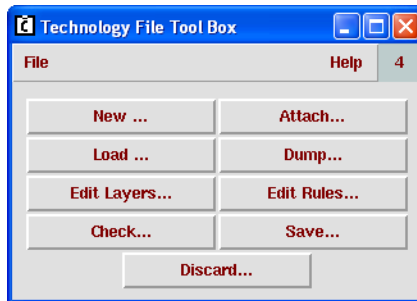 Technology File Tool Box
File Help 4
New ... Attach...
Load ... Dump...
Edit Layers... Edit Rules...
Check... Save...
Discard...